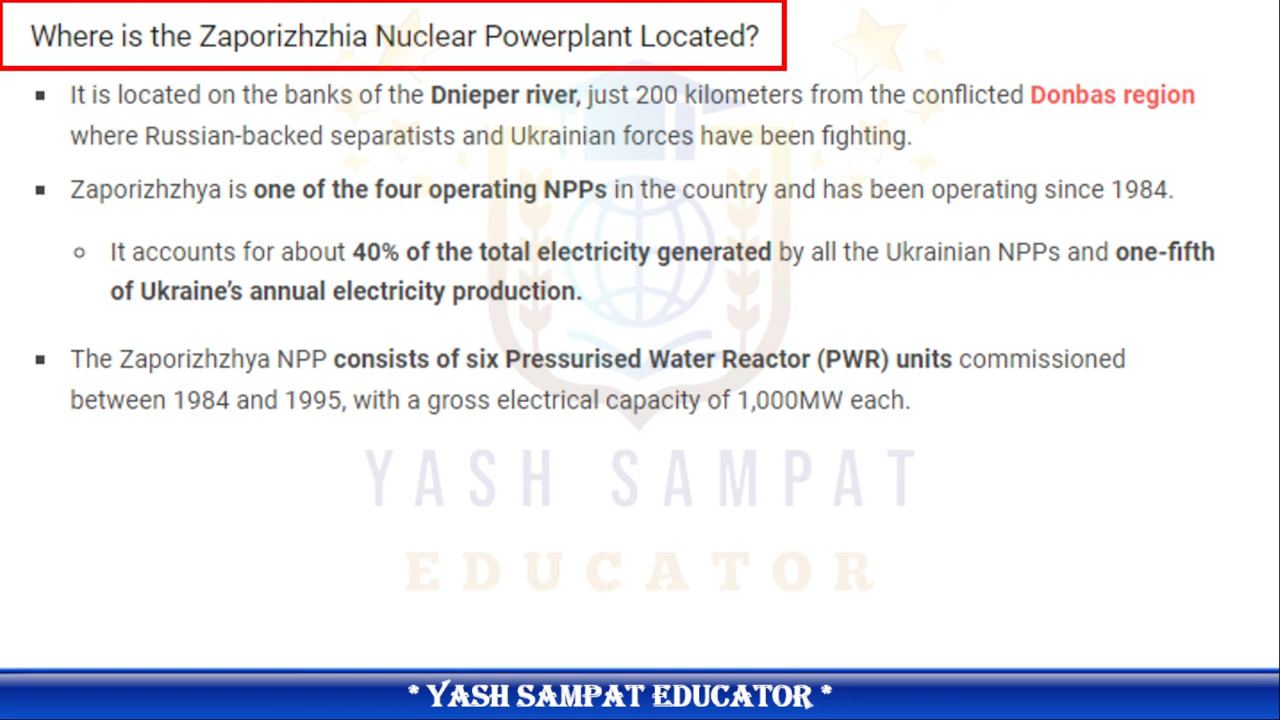 Where is the Zaporizhzhia Nuclear Powerplant Located?
▪ It is located on the banks of the Dnieper river, just 200 kilometers from the conflicted Donbas region
where Russian-backed separatists and Ukrainian forces have been fighting.
▪ Zaporizhzhya is one of the four operating NPPs in the country and has been operating since 1984.
○ It accounts for about 40% of the total electricity generated by all the Ukrainian NPPs and one-fifth
of Ukraine’s annual electricity production.
▪ The Zaporizhzhya NPP consists of six Pressurised Water Reactor (PWR) units commissioned
between 1984 and 1995, with a gross electrical capacity of 1,000MW each.
YASH SAMPAT
EDUCATOR
* YASH SAMPAT EDUCATOR *